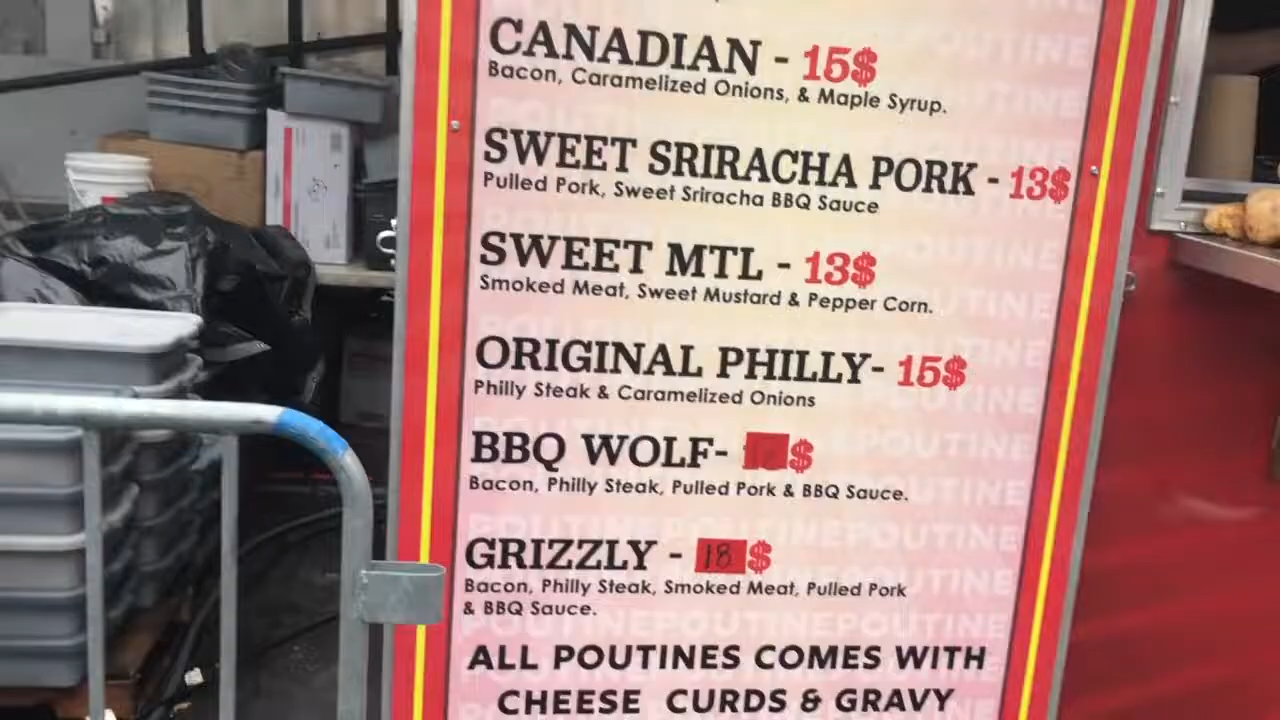 CANADIAN - 15$
Bacon, Caramelized Onions, & Maple Syrup.
SWEET SRIRACHA PORK - 13$
Pulled Pork, Sweet Sriracha BBQ Sauce
SWEET MTL - 13$
Smoked Meat, Sweet Mustard & Pepper Corn.
ORIGINAL PHILLY- 15$
Philly Steak & Caramelized Onions
BBQ WOLF- $
Bacon, Philly Steak, Pulled Pork & BBQ Sauce.
GRIZZLY - 18$
Bacon, Philly Steak, Smoked Meat, Pulled Pork
& BBQ Sauce.
ALL POUTINES COMES WITH
CHEESE CURDS & GRAVY